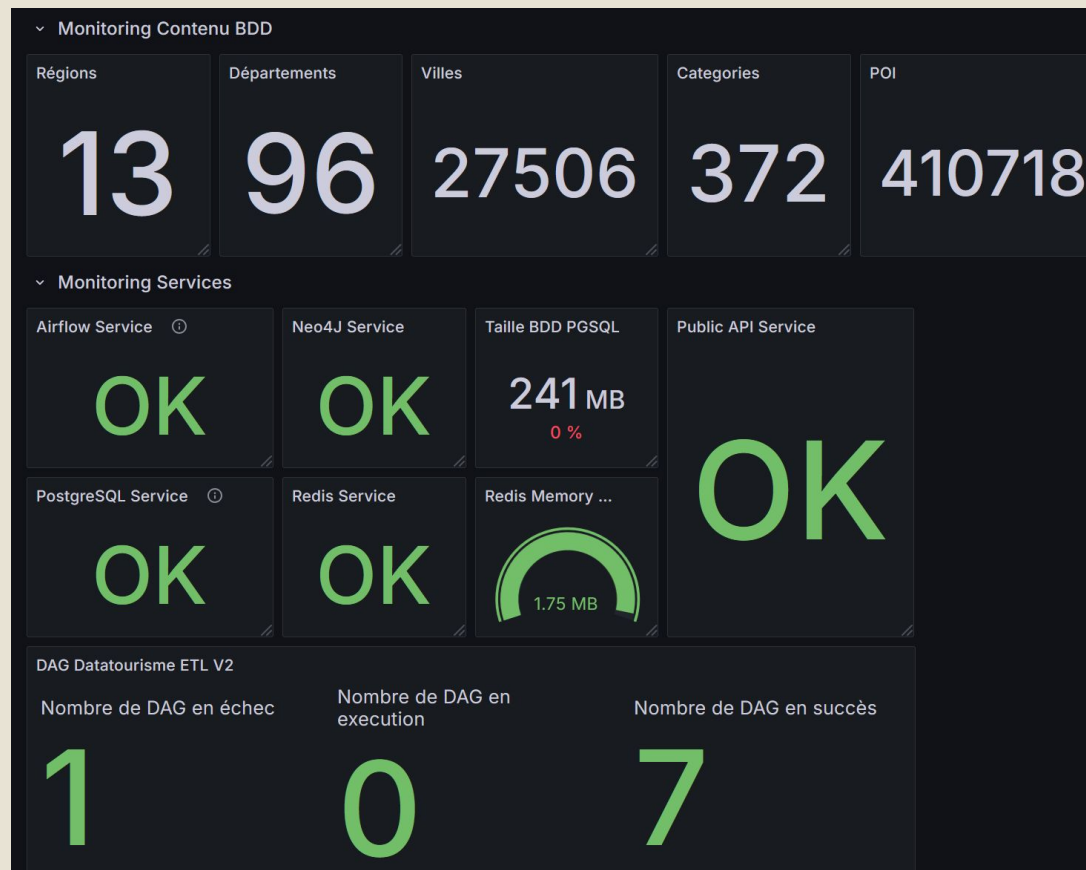 Monitoring Contenu BDD
Régions
Départements
Villes
Categories
POI
13
96
27506
372
410718
Monitoring Services
Airflow Service
Neo4J Service
Taille BDD PGSQL
Public API Service
OK
OK
241 MB
0 %
OK
PostgreSQL Service
Redis Service
Redis Memory ...
OK
OK
1.75 MB
DAG Datatourisme ETL V2
Nombre de DAG en échec
Nombre de DAG en
execution
Nombre de DAG en succès
1
0
7